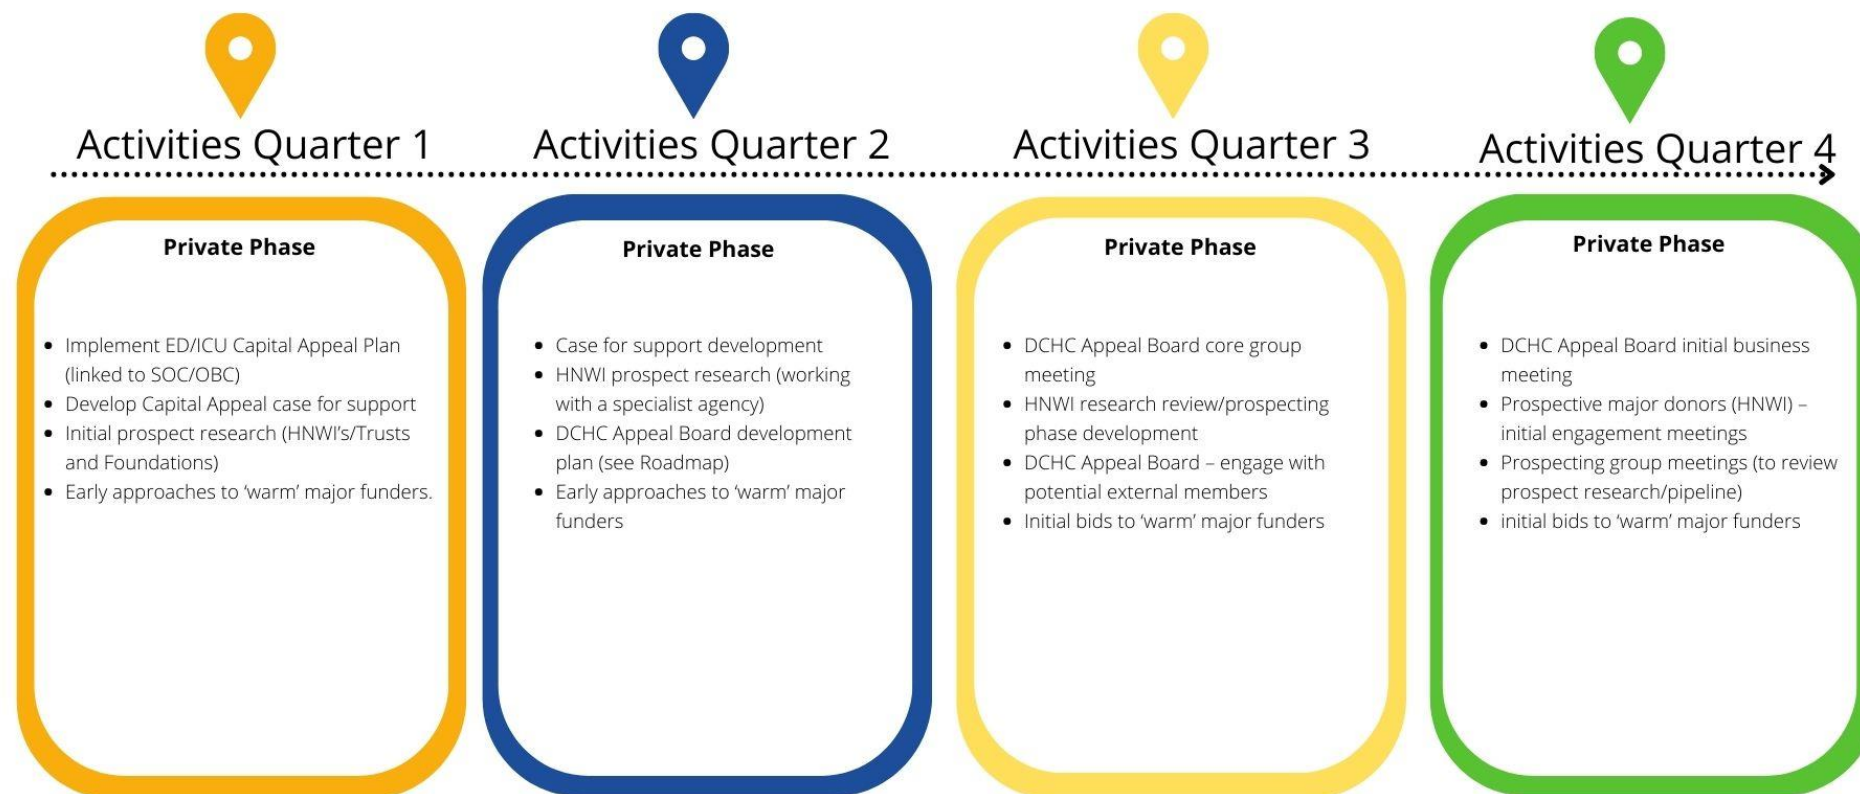 Activities Quarter 1
Activities Quarter 2
Activities Quarter 3
Activities Quarter 4
Private Phase
• Implement ED/ICU Capital Appeal Plan
(linked to SOC/OBC)
• Develop Capital Appeal case for support
• Initial prospect research (HNWI's/Trusts
and Foundations)
• Early approaches to ‘warm’ major funders.
Private Phase
• Case for support development
• HNWI prospect research (working
with a specialist agency)
• DCHC Appeal Board development
plan (see Roadmap)
• Early approaches to ‘warm’ major
funders
Private Phase
• DCHC Appeal Board core group
meeting
• HNWI research review/prospecting
phase development
• DCHC Appeal Board – engage with
potential external members
• Initial bids to ‘warm’ major funders
Private Phase
• DCHC Appeal Board initial business
meeting
• Prospective major donors (HNWI) –
initial engagement meetings
• Prospecting group meetings (to review
prospect research/pipeline)
• initial bids to ‘warm’ major funders